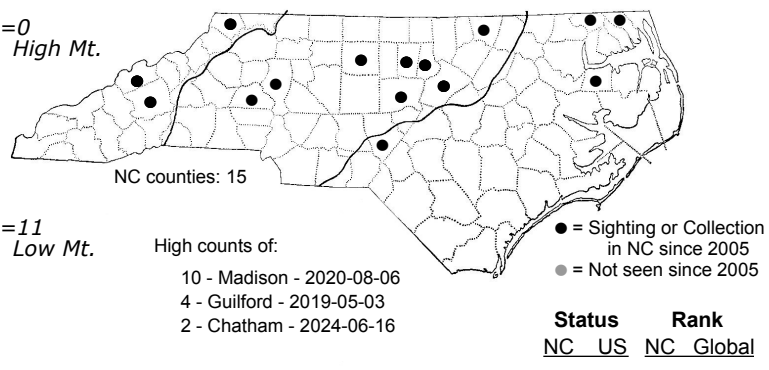 =0
High Mt.
NC counties: 15
=11
Low Mt.
High counts of:
10 - Madison - 2020-08-06
4 - Guilford - 2019-05-03
2 - Chatham - 2024-06-16
● = Sighting or Collection
in NC since 2005
● = Not seen since 2005
Status Rank
NC US NC Global